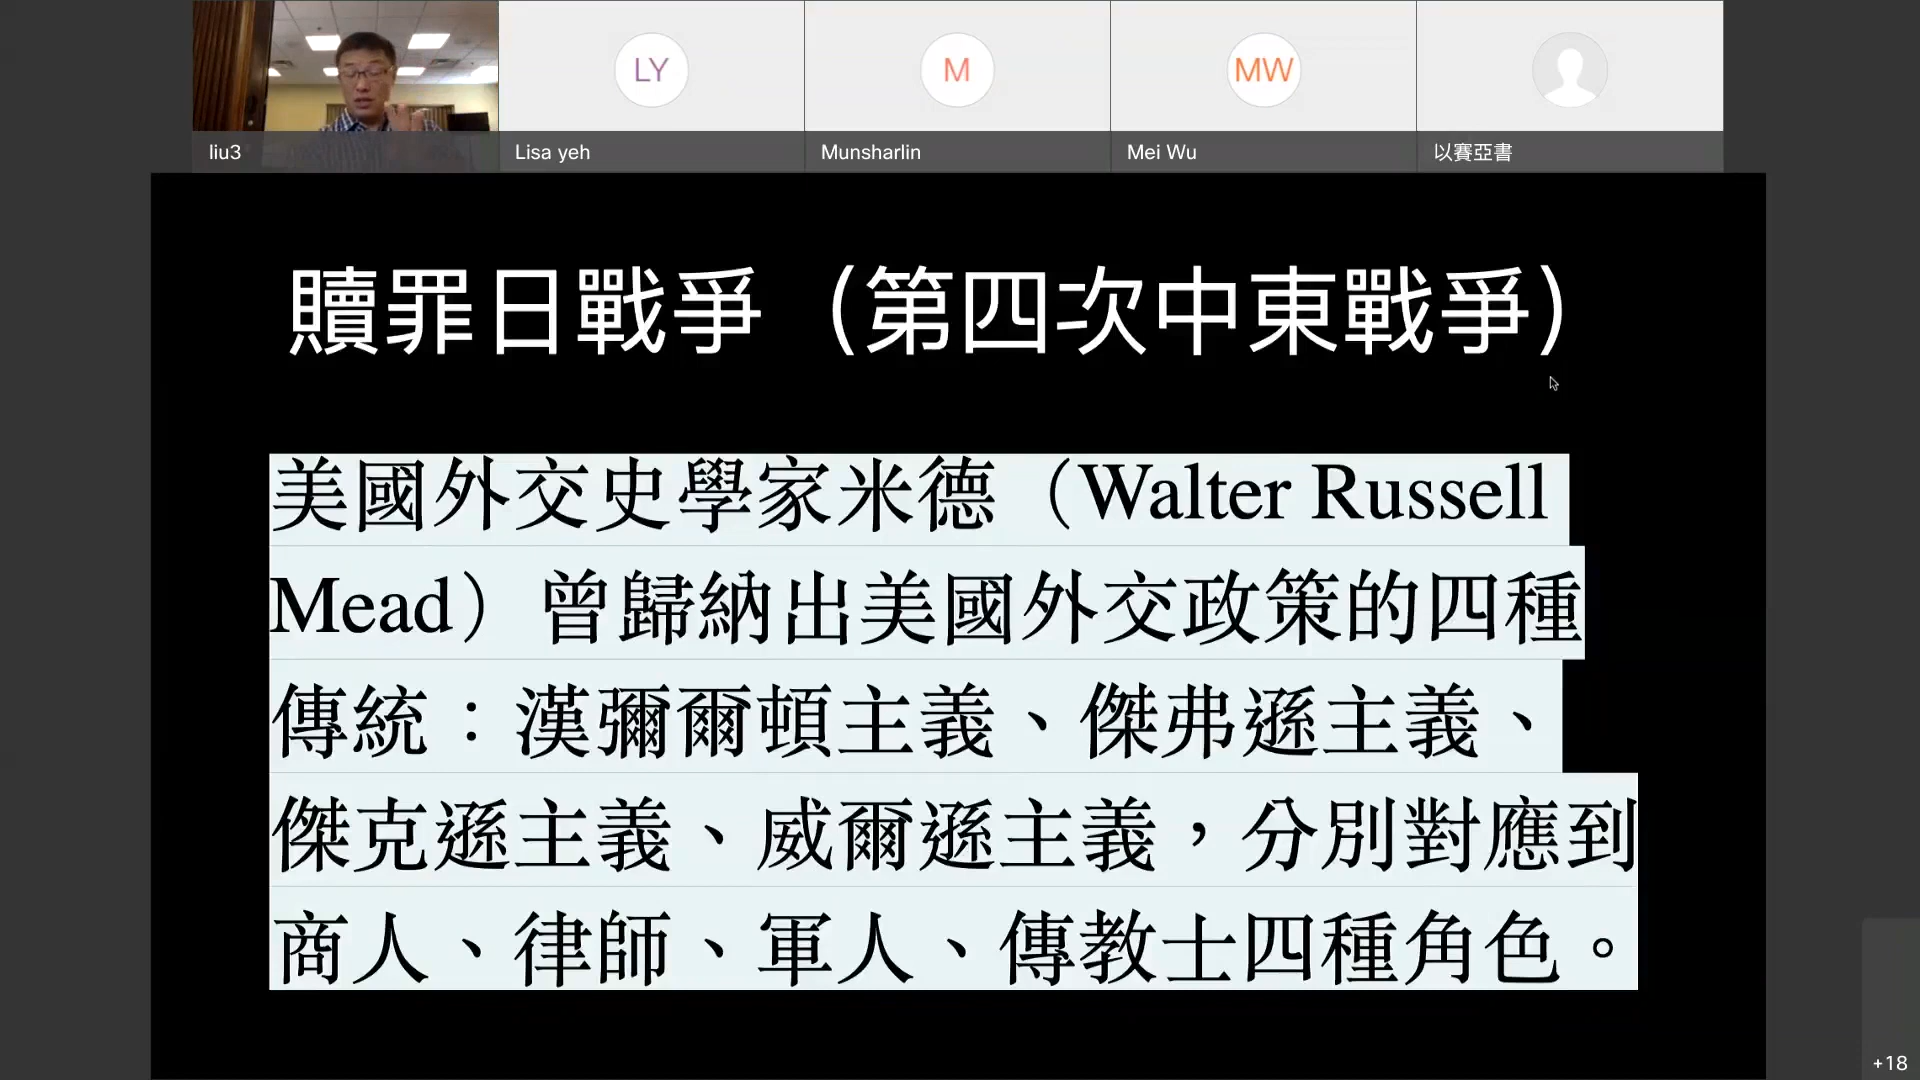 LY
M
MW
liu3
Lisa yeh
Munsharlin
Mei Wu
以賽亞書
贖罪日戰爭（第四次中東戰爭）
美國外交史學家米德（Walter Russell
Mead）曾歸納出美國外交政策的四種
傳統：漢彌爾頓主義、傑弗遜主義、
傑克遜主義、威爾遜主義，分別對應到
商人、律師、軍人、傳教士四種角色。
+18